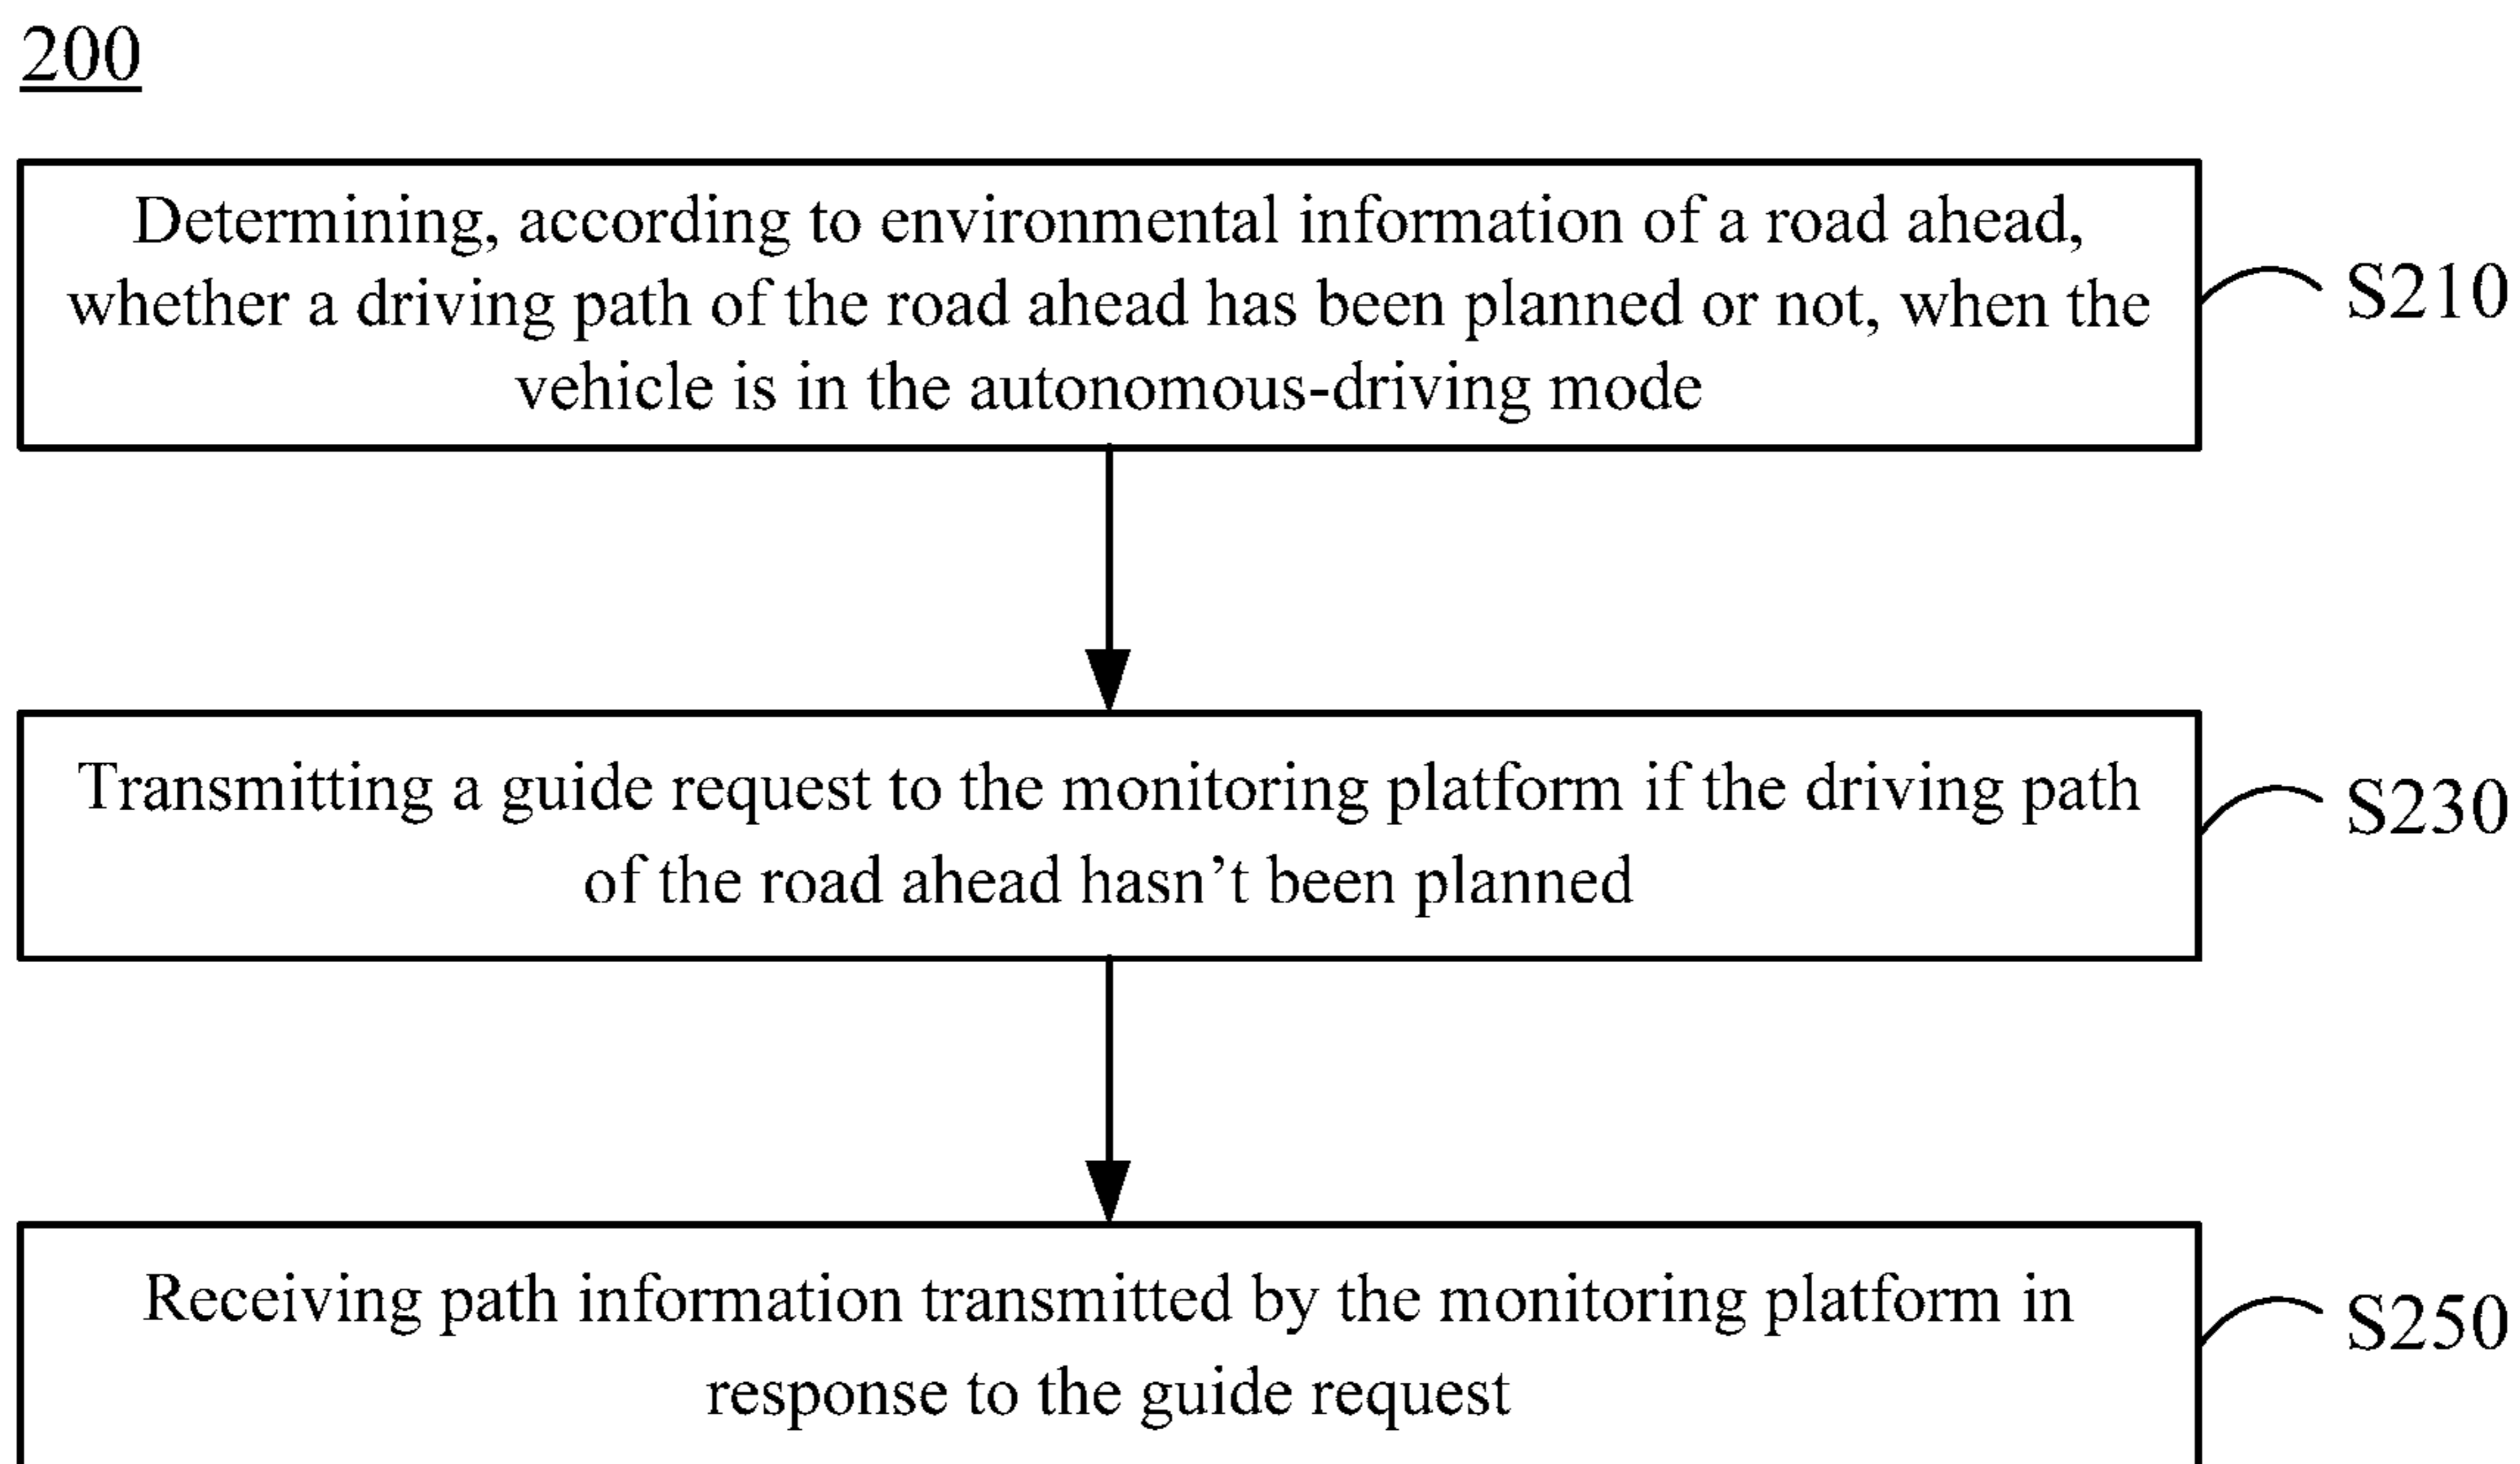 200
Determining, according to environmental information of a road ahead,
whether a driving path of the road ahead has been planned or not, when the
vehicle is in the autonomous-driving mode
S210
Transmitting a guide request to the monitoring platform if the driving path
of the road ahead hasn’t been planned
S230
Receiving path information transmitted by the monitoring platform in
response to the guide request
S250